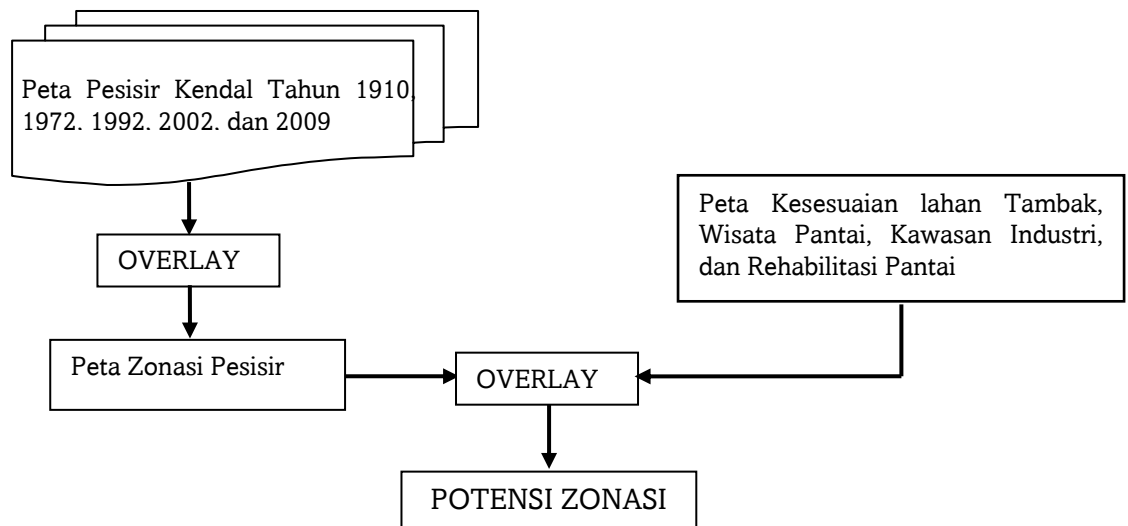 Peta Pesisir Kendal Tahun 1910,
1972. 1992. 2002. dan 2009
OVERLAY
Peta Zonasi Pesisir
Peta Kesesuaian lahan Tambak,
Wisata Pantai, Kawasan Industri,
dan Rehabilitasi Pantai
OVERLAY
POTENSI ZONASI